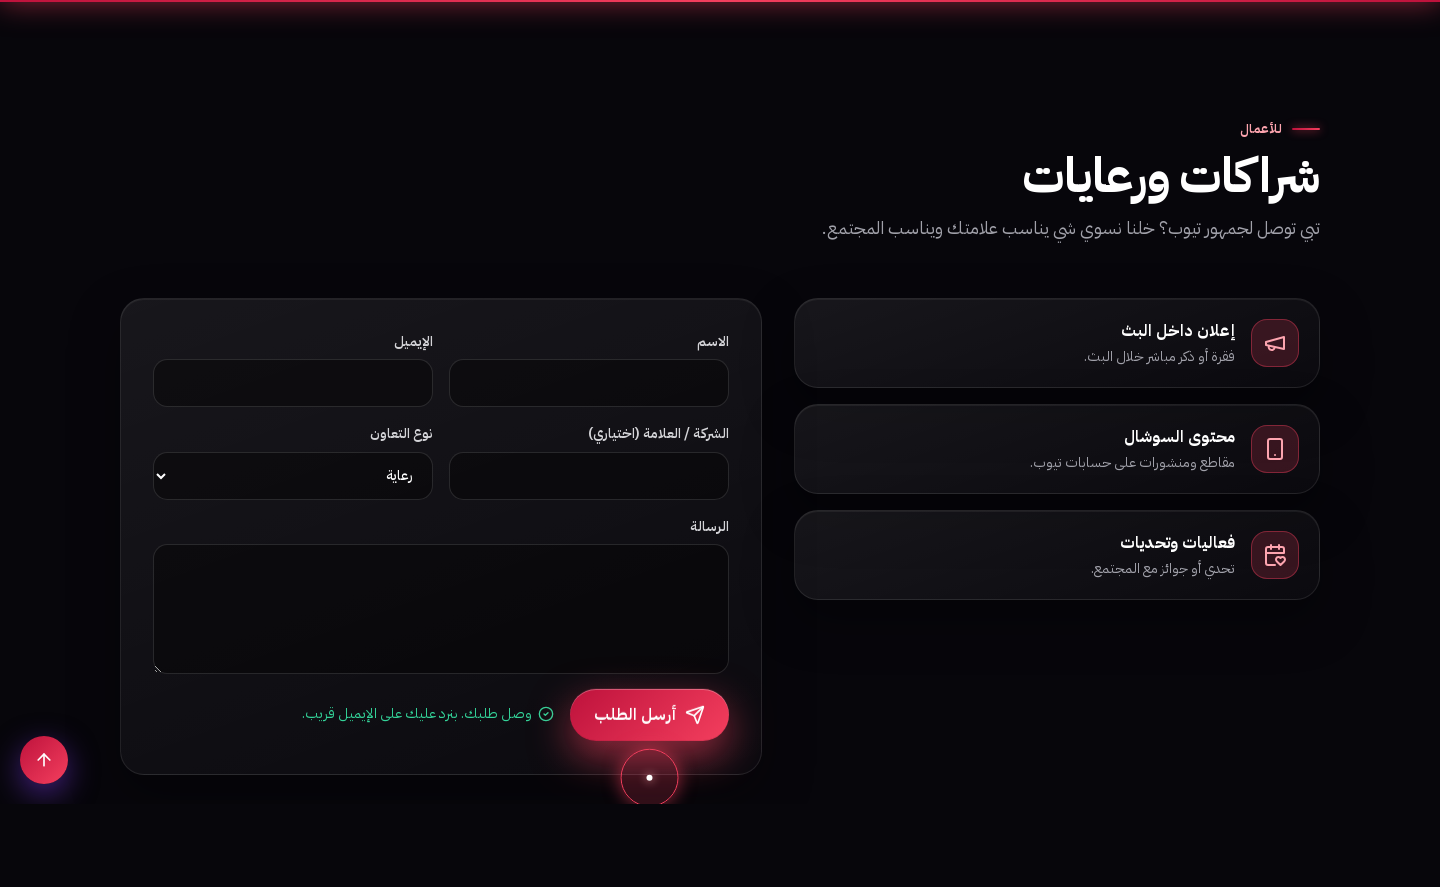 للأعمال
شراكات ورعايات
تبي توصل لجمهور تيوب؟ خلنا نسوي شي يناسب علامتك ويناسب المجتمع.
إعلان داخل البث
فقرة أو ذكر مباشر خلال البث.
محتوى السوشال
مقاطع ومنشورات على حسابات تيوب.
فعاليات وتحديات
تحدي أو جوائز مع المجتمع.
الاسم
الإيميل
الشركة / العلامة (اختياري)
نوع التعاون
رعاية
الرسالة
أرسل الطلب
وصل طلبك. بنرد عليك على الإيميل قريب.